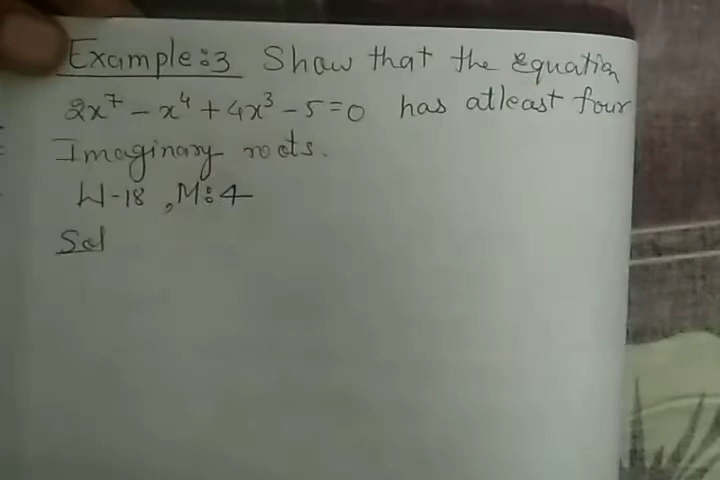 Example:3 Show that the Equation
2x⁷ - x⁴ + 4x³ - 5 = 0 has atleast four
Imaginary roots.
W-18 , M:4
Sol